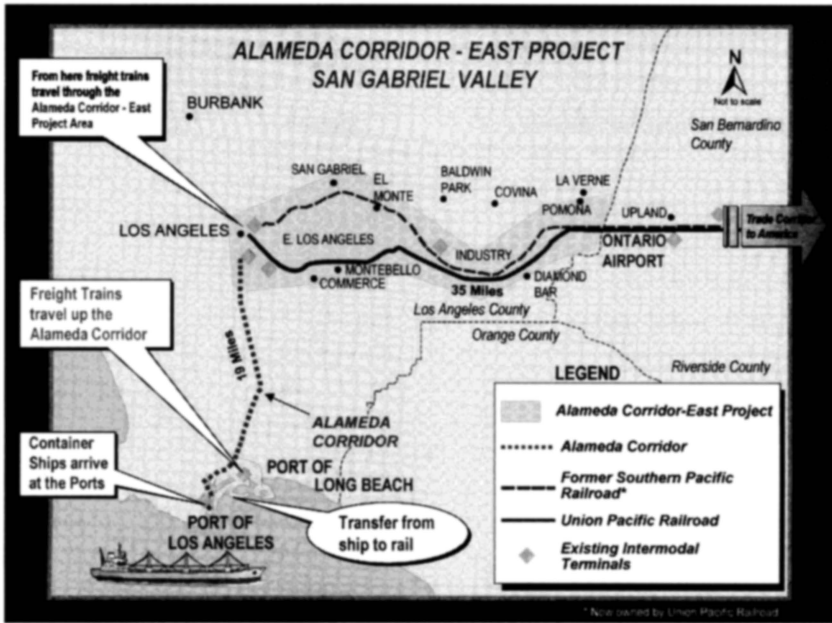 ALAMEDA CORRIDOR - EAST PROJECT
SAN GABRIEL VALLEY
From here freight trains
travel through the
Alameda Corridor - East
Project Area
BURBANK
N
Not to scale
San Bernardino
County
SAN GABRIEL
EL
MONTE
BALDWIN
PARK
COVINA
LA VERNE
POMONA
UPLAND
LOS ANGELES
E. LOS ANGELES
INDUSTRY
ONTARIO
AIRPORT
Trade Corridor
to America
MONTEBELLO
COMMERCE
35 Miles
DIAMOND
BAR
Freight Trains
travel up the
Alameda Corridor
Los Angeles County
Orange County
19 Miles
Riverside County
ALAMEDA
CORRIDOR
Container
Ships arrive
at the Ports
PORT OF
LONG BEACH
PORT OF
LOS ANGELES
Transfer from
ship to rail
LEGEND
Alameda Corridor-East Project
Alameda Corridor
Former Southern Pacific
Railroad*
Union Pacific Railroad
Existing Intermodal
Terminals
* Now owned by Union Pacific Railroad